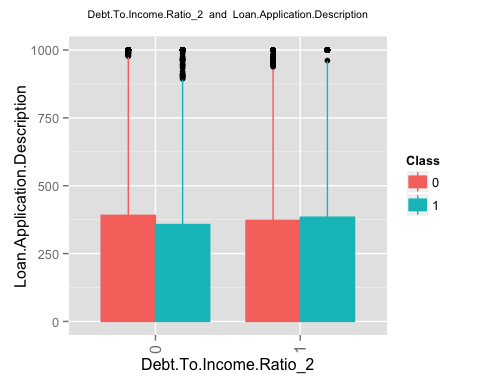 Debt.To.Income.Ratio_2 and Loan.Application.Description
Loan.Application.Description
1000
750
500
250
0
0
1
Debt.To.Income.Ratio_2
Class
0
1